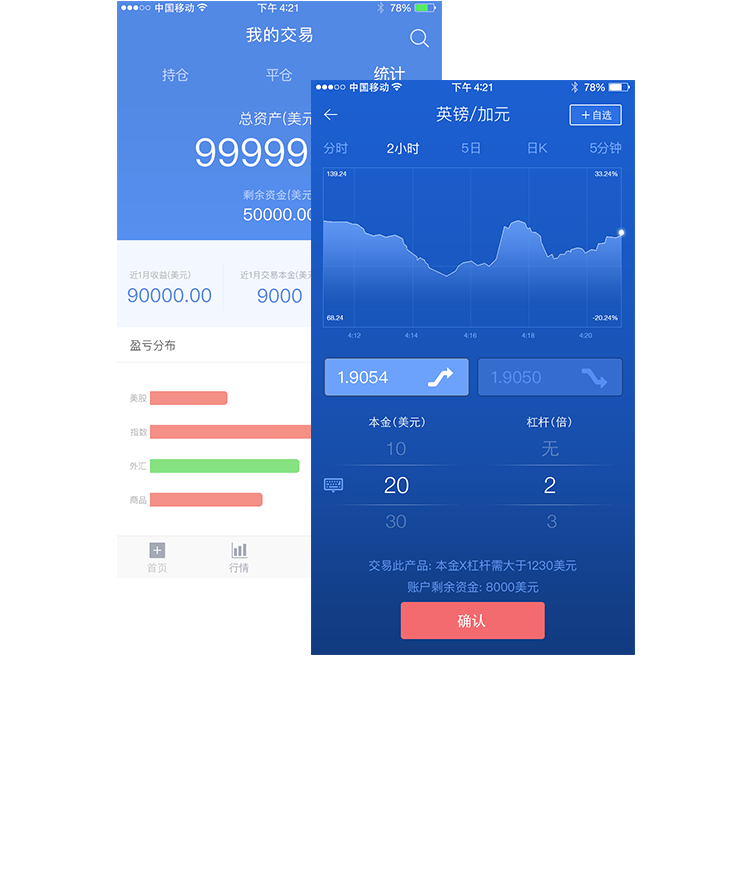 中国移动
下午 4:21
78%
我的交易
持仓
平仓
统计
总资产(美元
99999
剩余资金(美元
50000.00
近1月收益(美元)
90000.00
近1月交易本金(美元
9000
盈亏分布
美股
指数
外汇
商品
首页
行情
中国移动
下午 4:21
78%
英镑/加元
+自选
分时
2小时
5日
日K
5分钟
139.24
33.24%
68.24
-20.24%
4:12
4:14
4:16
4:18
4:20
1.9054
1.9050
本金(美元)
杠杆(倍)
10
无
20
2
30
3
交易此产品: 本金X杠杆需大于1230美元
账户剩余资金: 8000美元
确认